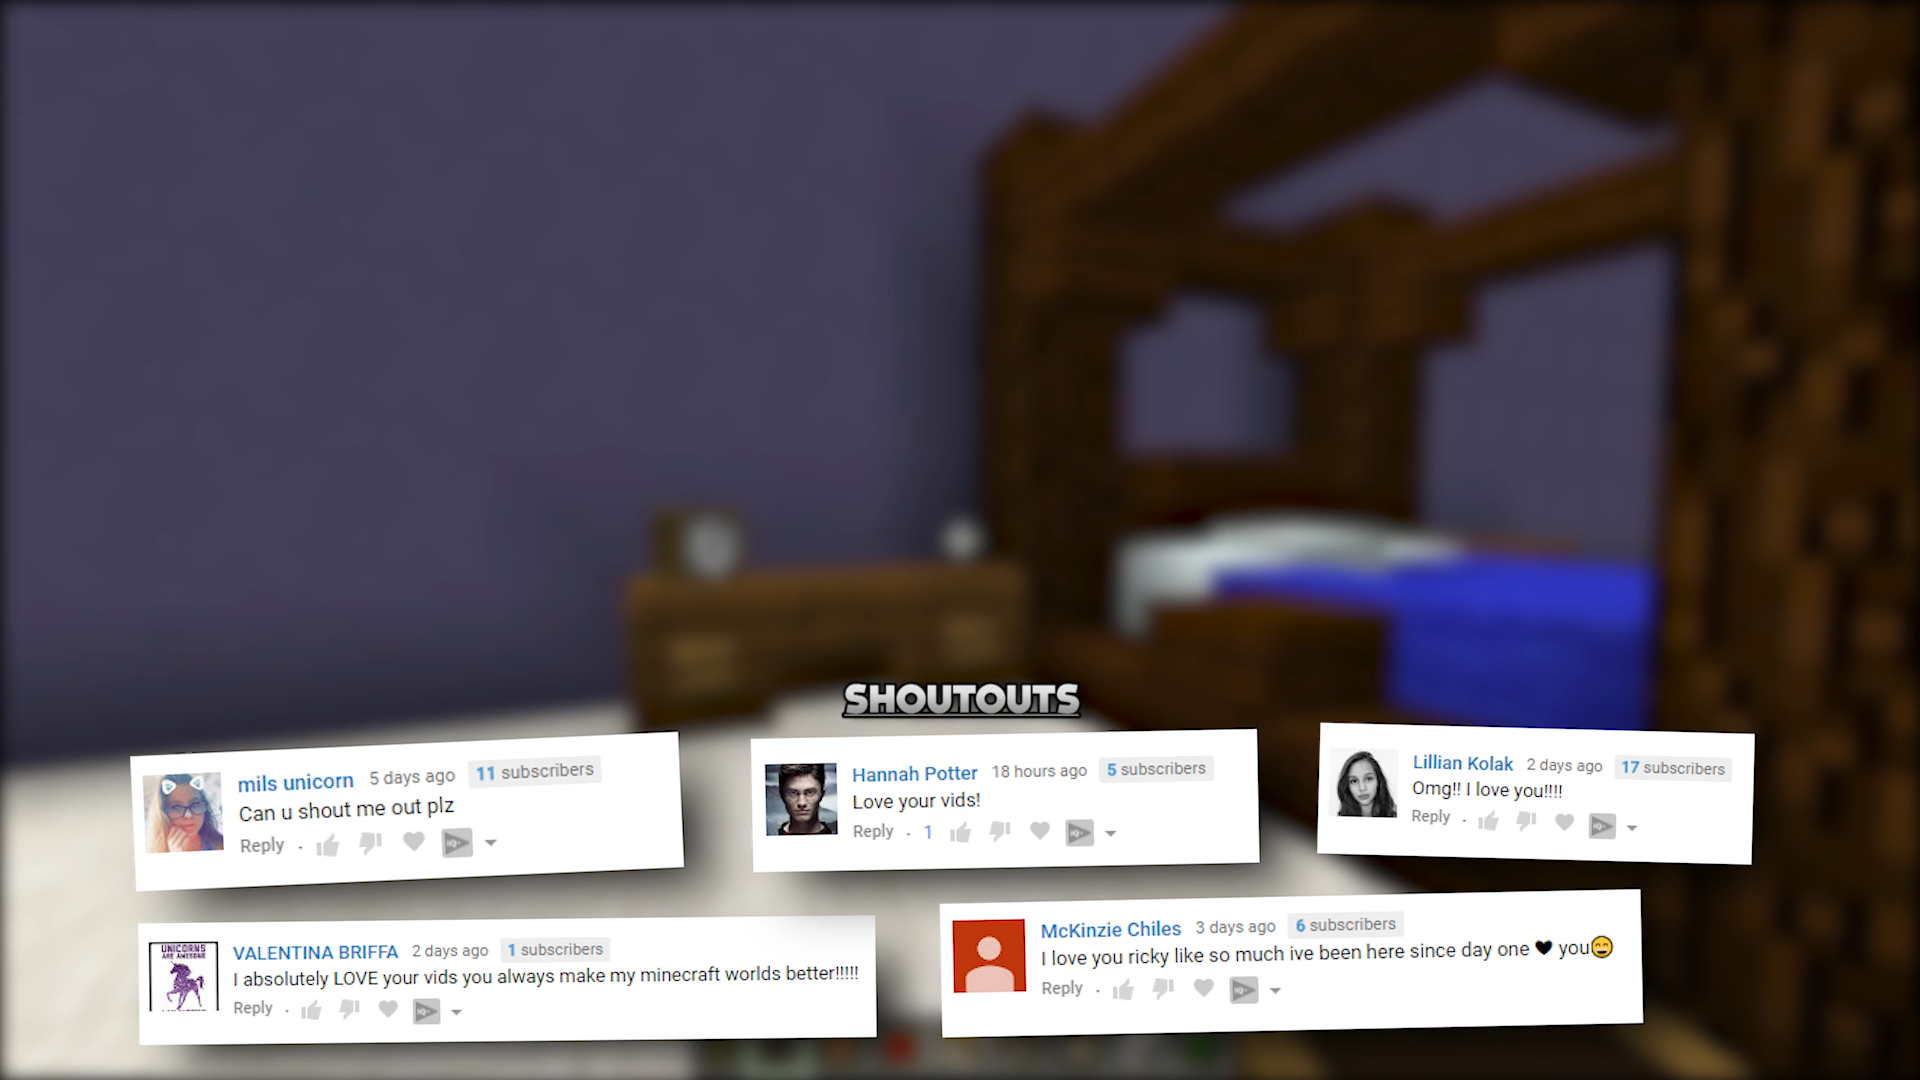 SHOUTOUTS
mils unicorn 5 days ago 11 subscribers
Can u shout me out plz
Reply
Hannah Potter 18 hours ago 5 subscribers
Love your vids!
Reply 1
Lillian Kolak 2 days ago 17 subscribers
Omg!! I love you!!!!
Reply
UNICORNS
ARE AWESOME
VALENTINA BRIFFA 2 days ago 1 subscribers
I absolutely LOVE your vids you always make my minecraft worlds better!!!!!
Reply
McKinzie Chiles 3 days ago 6 subscribers
I love you ricky like so much ive been here since day one 🖤 you😄
Reply